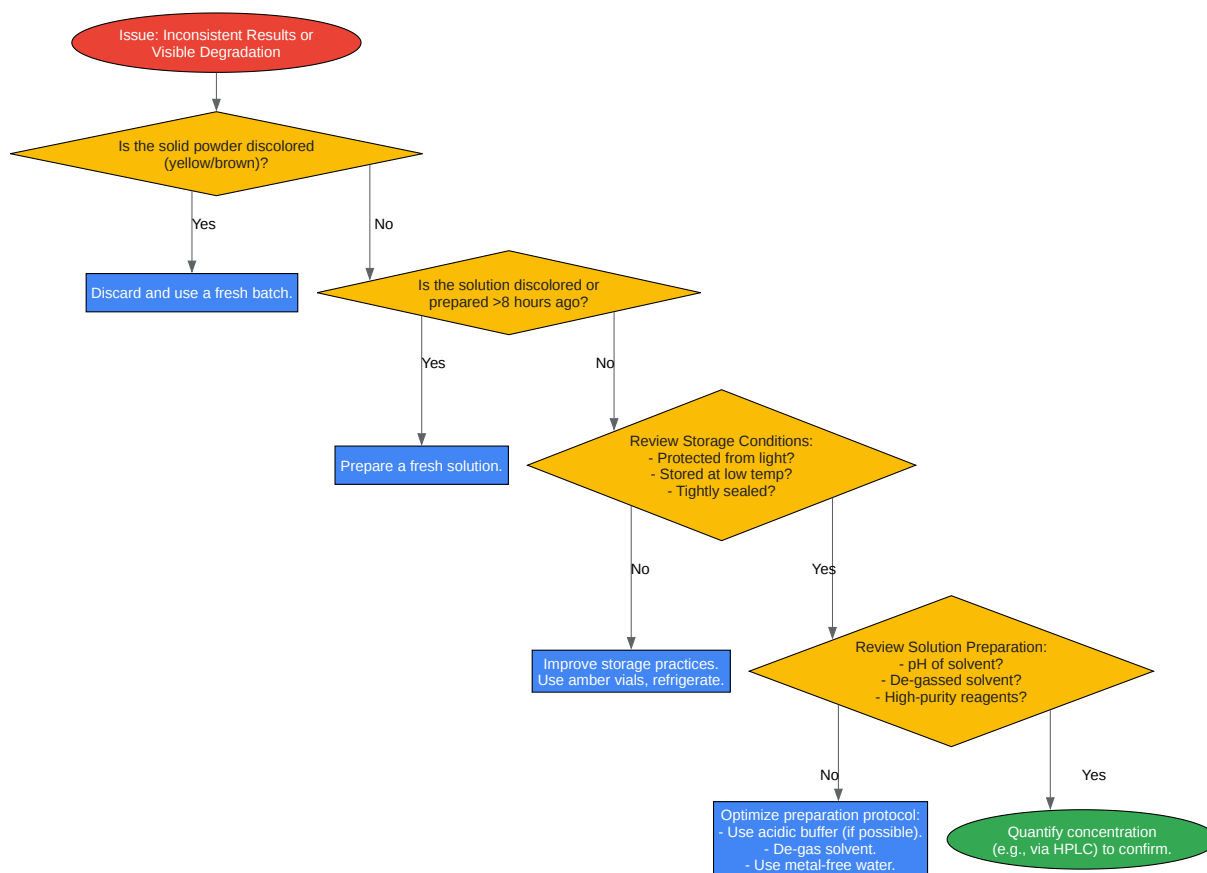 Issue: Inconsistent Results or
Visible Degradation
Is the solid powder discolored
(yellow/brown)?
Yes
No
Discard and use a fresh batch.
Is the solution discolored or
prepared >8 hours ago?
Yes
No
Prepare a fresh solution.
Review Storage Conditions:
- Protected from light?
- Stored at low temp?
- Tightly sealed?
No
Yes
Improve storage practices.
Use amber vials, refrigerate.
Review Solution Preparation:
- pH of solvent?
- De-gassed solvent?
- High-purity reagents?
No
Yes
Optimize preparation protocol:
- Use acidic buffer (if possible).
- De-gas solvent.
- Use metal-free water.
Quantify concentration
(e.g., via HPLC) to confirm.